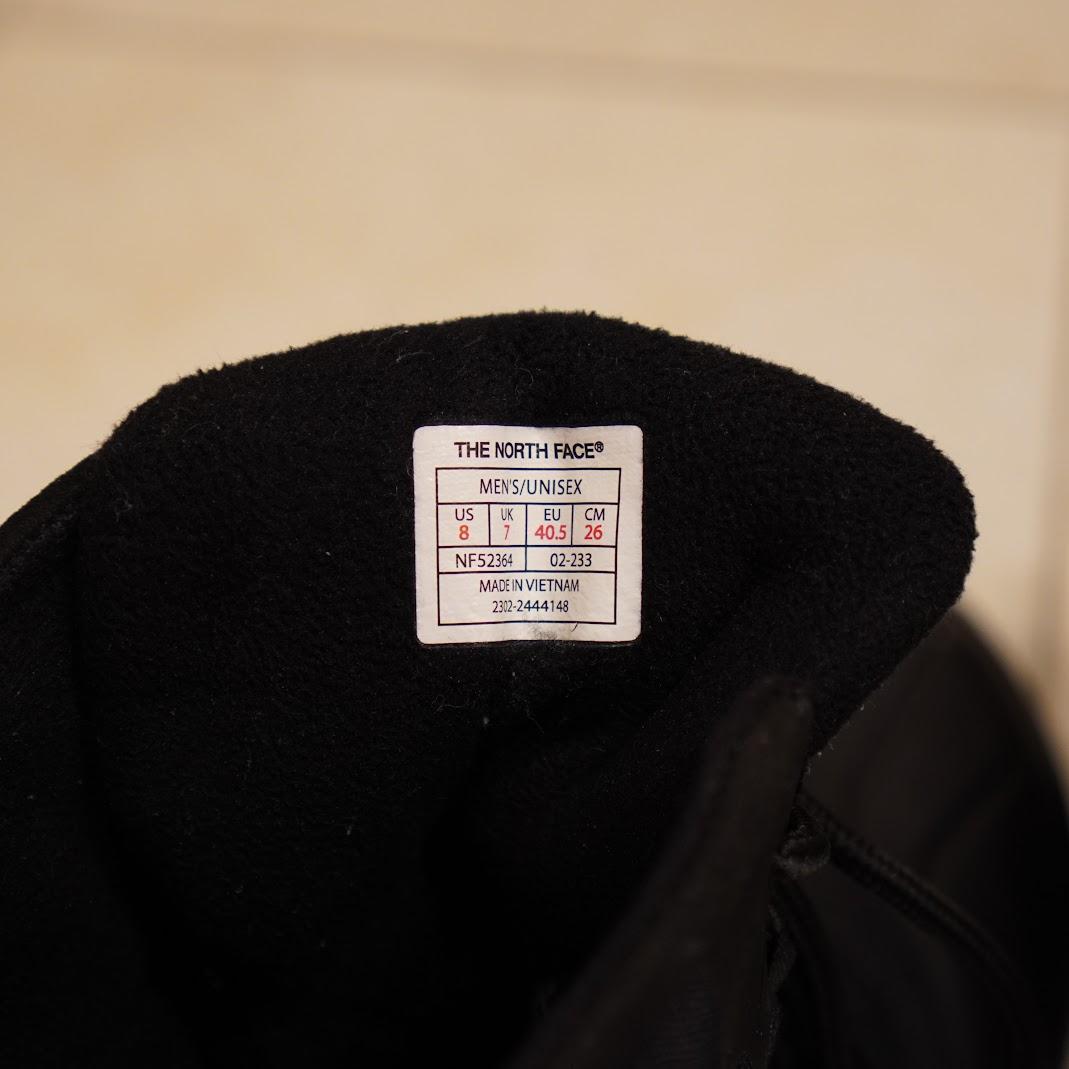 THE NORTH FACE®
MEN'S/UNISEX
US UK EU CM
8 7 40.5 26
NF52364 02-233
MADE IN VIETNAM
2302-2444148